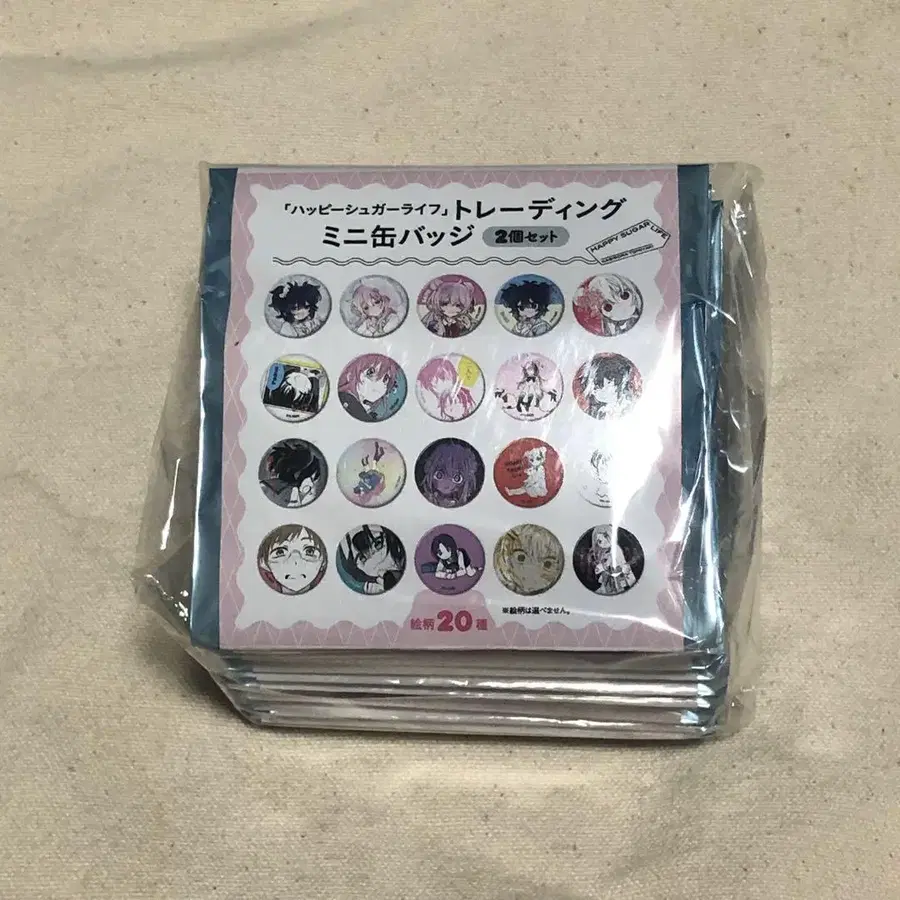 「ハッピーシュガーライフ」トレーディング
ミニ缶バッジ 2個セット
HAPPY SUGAR LIFE
※絵柄は選べません。
絵柄20種